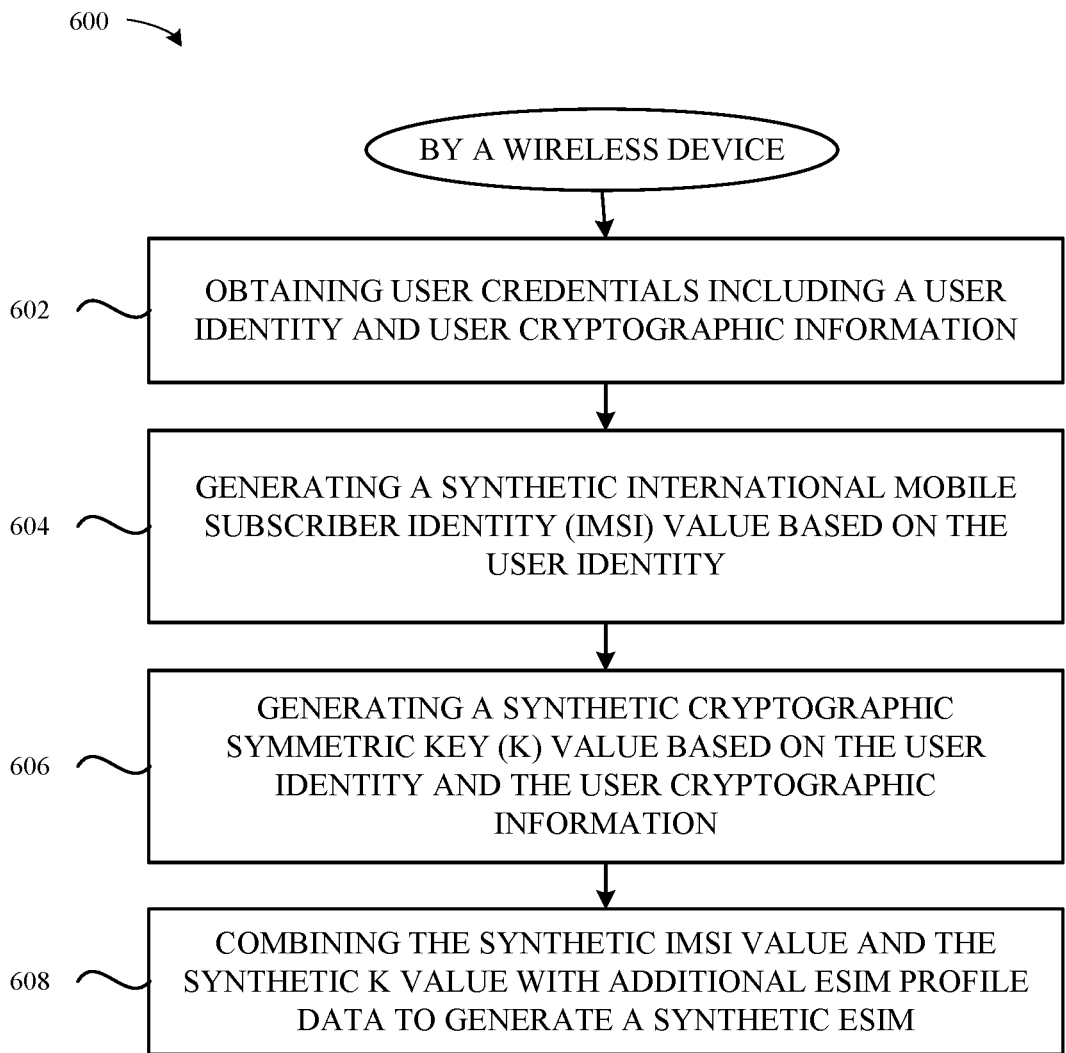 600
BY A WIRELESS DEVICE
602
OBTAINING USER CREDENTIALS INCLUDING A USER
IDENTITY AND USER CRYPTOGRAPHIC INFORMATION
604
GENERATING A SYNTHETIC INTERNATIONAL MOBILE
SUBSCRIBER IDENTITY (IMSI) VALUE BASED ON THE
USER IDENTITY
606
GENERATING A SYNTHETIC CRYPTOGRAPHIC
SYMMETRIC KEY (K) VALUE BASED ON THE USER
IDENTITY AND THE USER CRYPTOGRAPHIC
INFORMATION
608
COMBINING THE SYNTHETIC IMSI VALUE AND THE
SYNTHETIC K VALUE WITH ADDITIONAL ESIM PROFILE
DATA TO GENERATE A SYNTHETIC ESIM